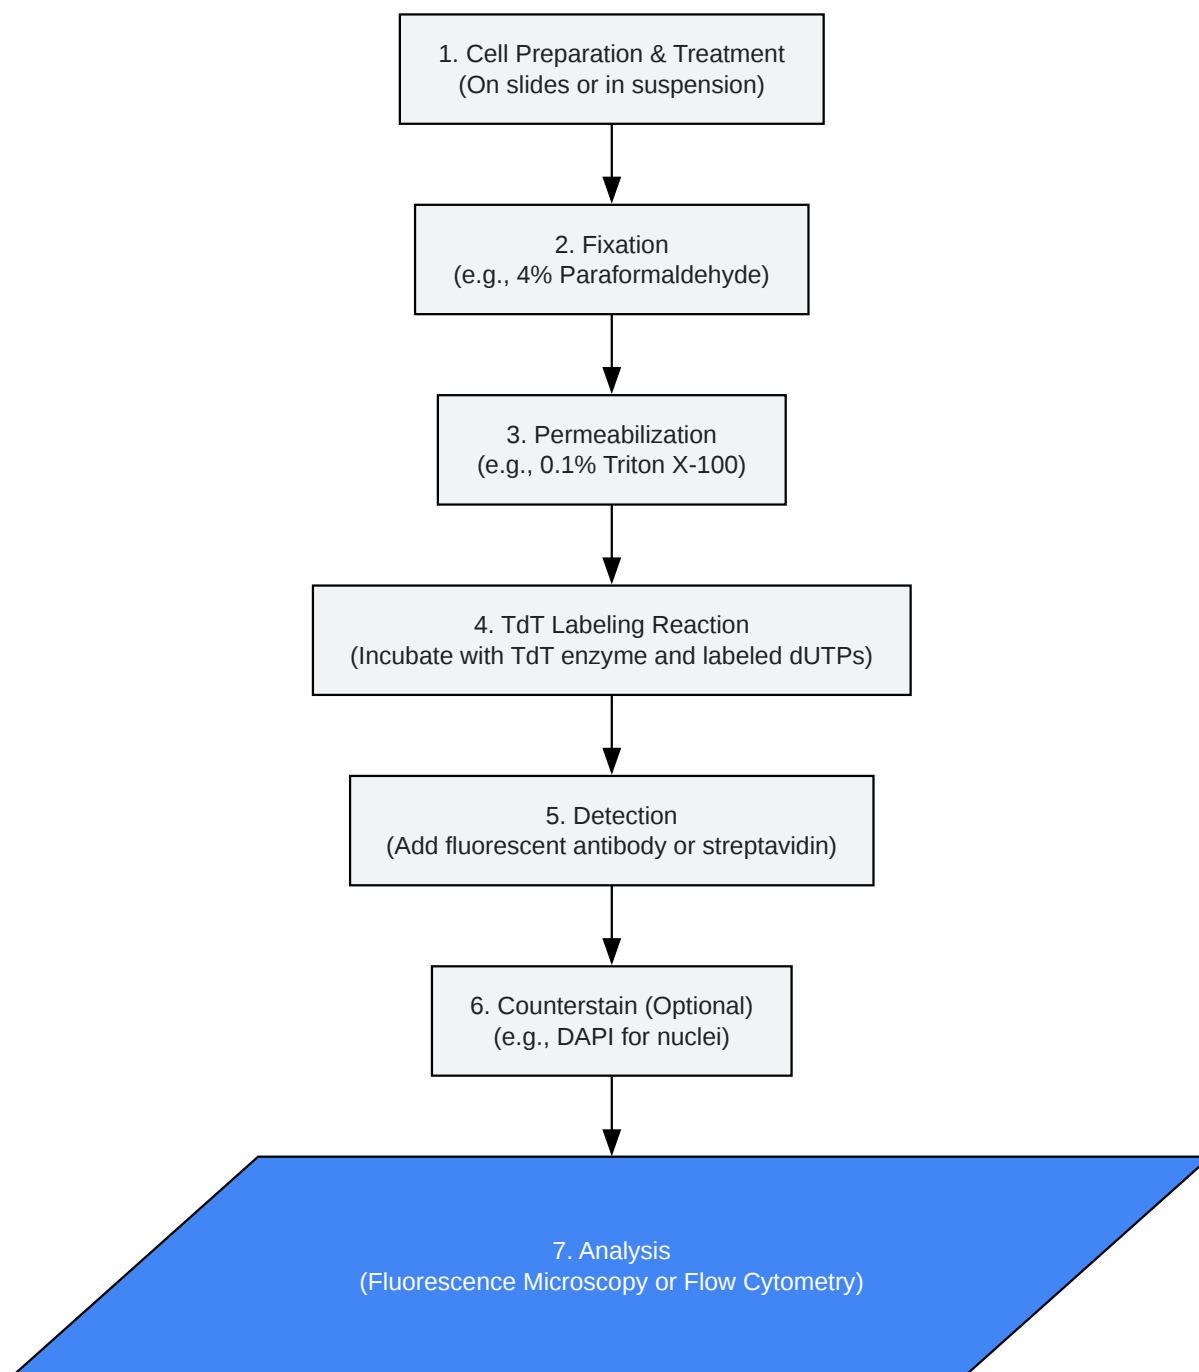 1. Cell Preparation & Treatment
(On slides or in suspension)
2. Fixation
(e.g., 4% Paraformaldehyde)
3. Permeabilization
(e.g., 0.1% Triton X-100)
4. TdT Labeling Reaction
(Incubate with TdT enzyme and labeled dUTPs)
5. Detection
(Add fluorescent antibody or streptavidin)
6. Counterstain (Optional)
(e.g., DAPI for nuclei)
7. Analysis
(Fluorescence Microscopy or Flow Cytometry)